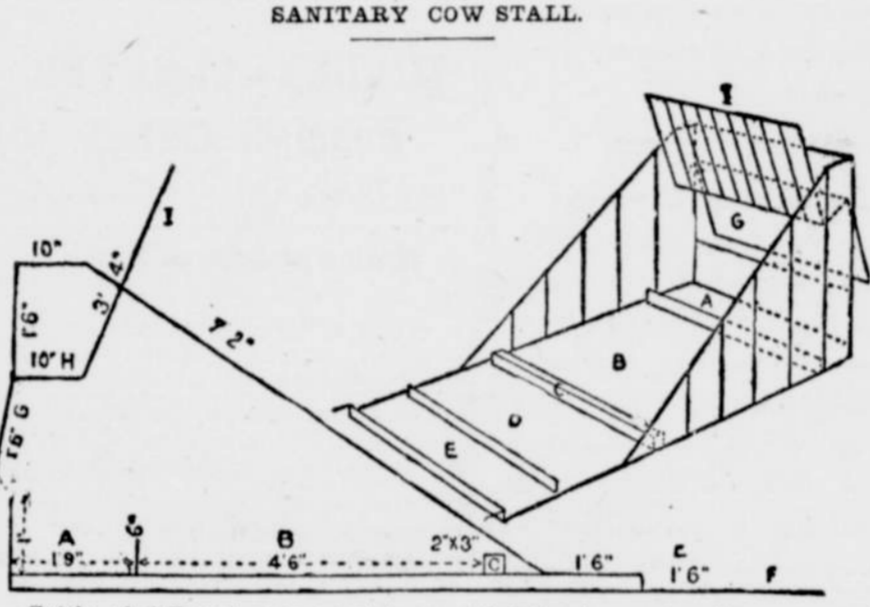 SANITARY COW STALL.
I
I
10"
4"
3'
1'6"
10" H
7' 2"
1'6" G
G
A
B
C
D
E
A
6"
B
2"X3"
E
1'
1'9"
4'6"
C
1'6"
1'6"
F